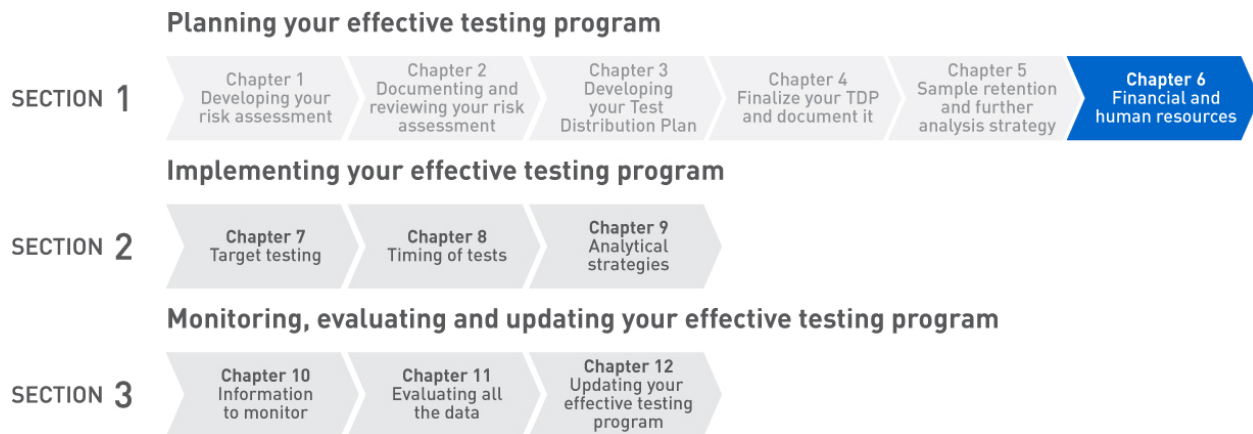 Planning your effective testing program
SECTION 1
Chapter 1
Developing your
risk assessment
Chapter 2
Documenting and
reviewing your risk
assessment
Chapter 3
Developing
your Test
Distribution Plan
Chapter 4
Finalize your TDP
and document it
Chapter 5
Sample retention
and further
analysis strategy
Chapter 6
Financial and
human resources
Implementing your effective testing program
SECTION 2
Chapter 7
Target testing
Chapter 8
Timing of tests
Chapter 9
Analytical
strategies
Monitoring, evaluating and updating your effective testing program
SECTION 3
Chapter 10
Information
to monitor
Chapter 11
Evaluating all
the data
Chapter 12
Updating your
effective testing
program